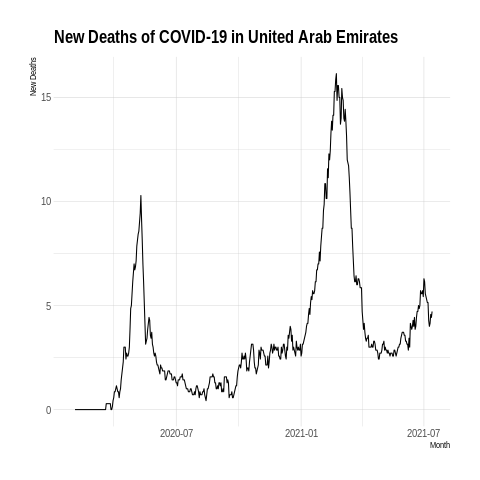 New Deaths of COVID-19 in United Arab Emirates
New Deaths
15
10
5
0
2020-07
2021-01
2021-07
Month